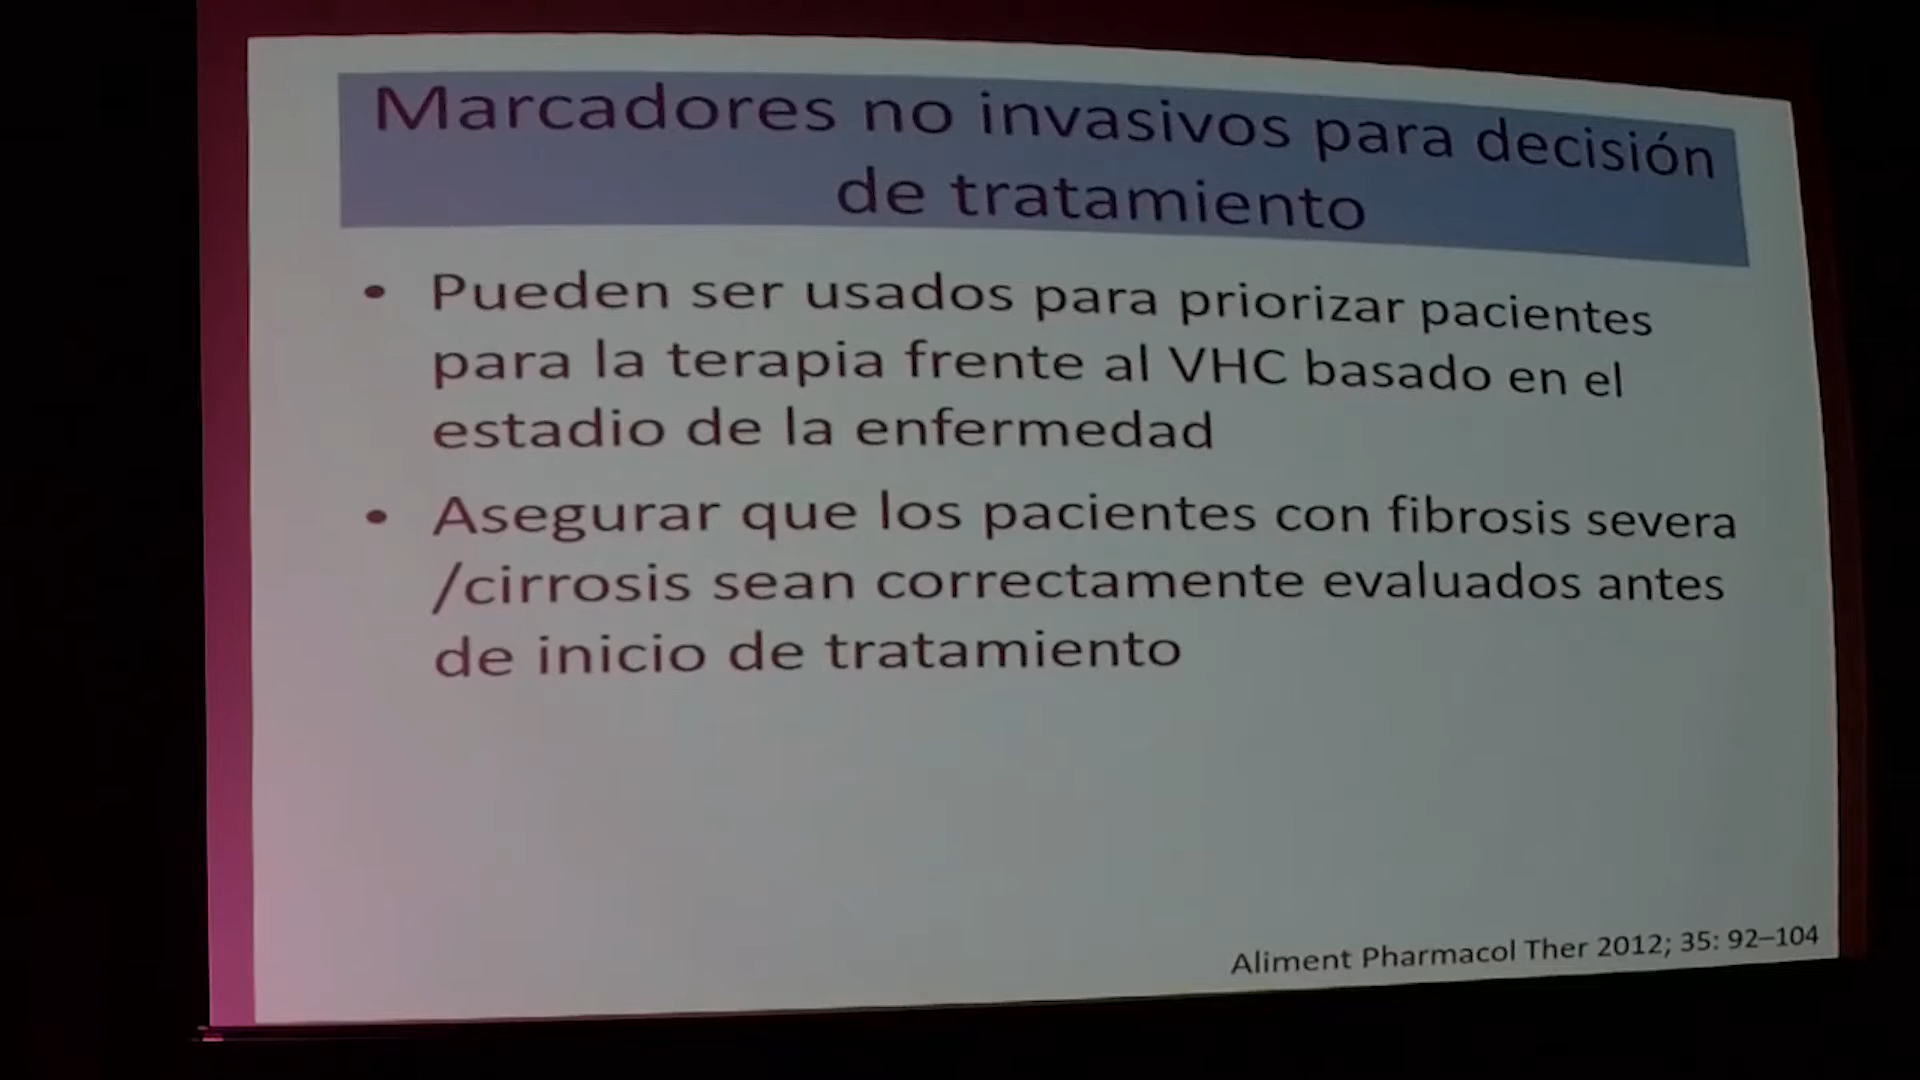 Marcadores no invasivos para decisión
de tratamiento
• Pueden ser usados para priorizar pacientes
para la terapia frente al VHC basado en el
estadio de la enfermedad
• Asegurar que los pacientes con fibrosis severa
/cirrosis sean correctamente evaluados antes
de inicio de tratamiento
Aliment Pharmacol Ther 2012; 35: 92–104